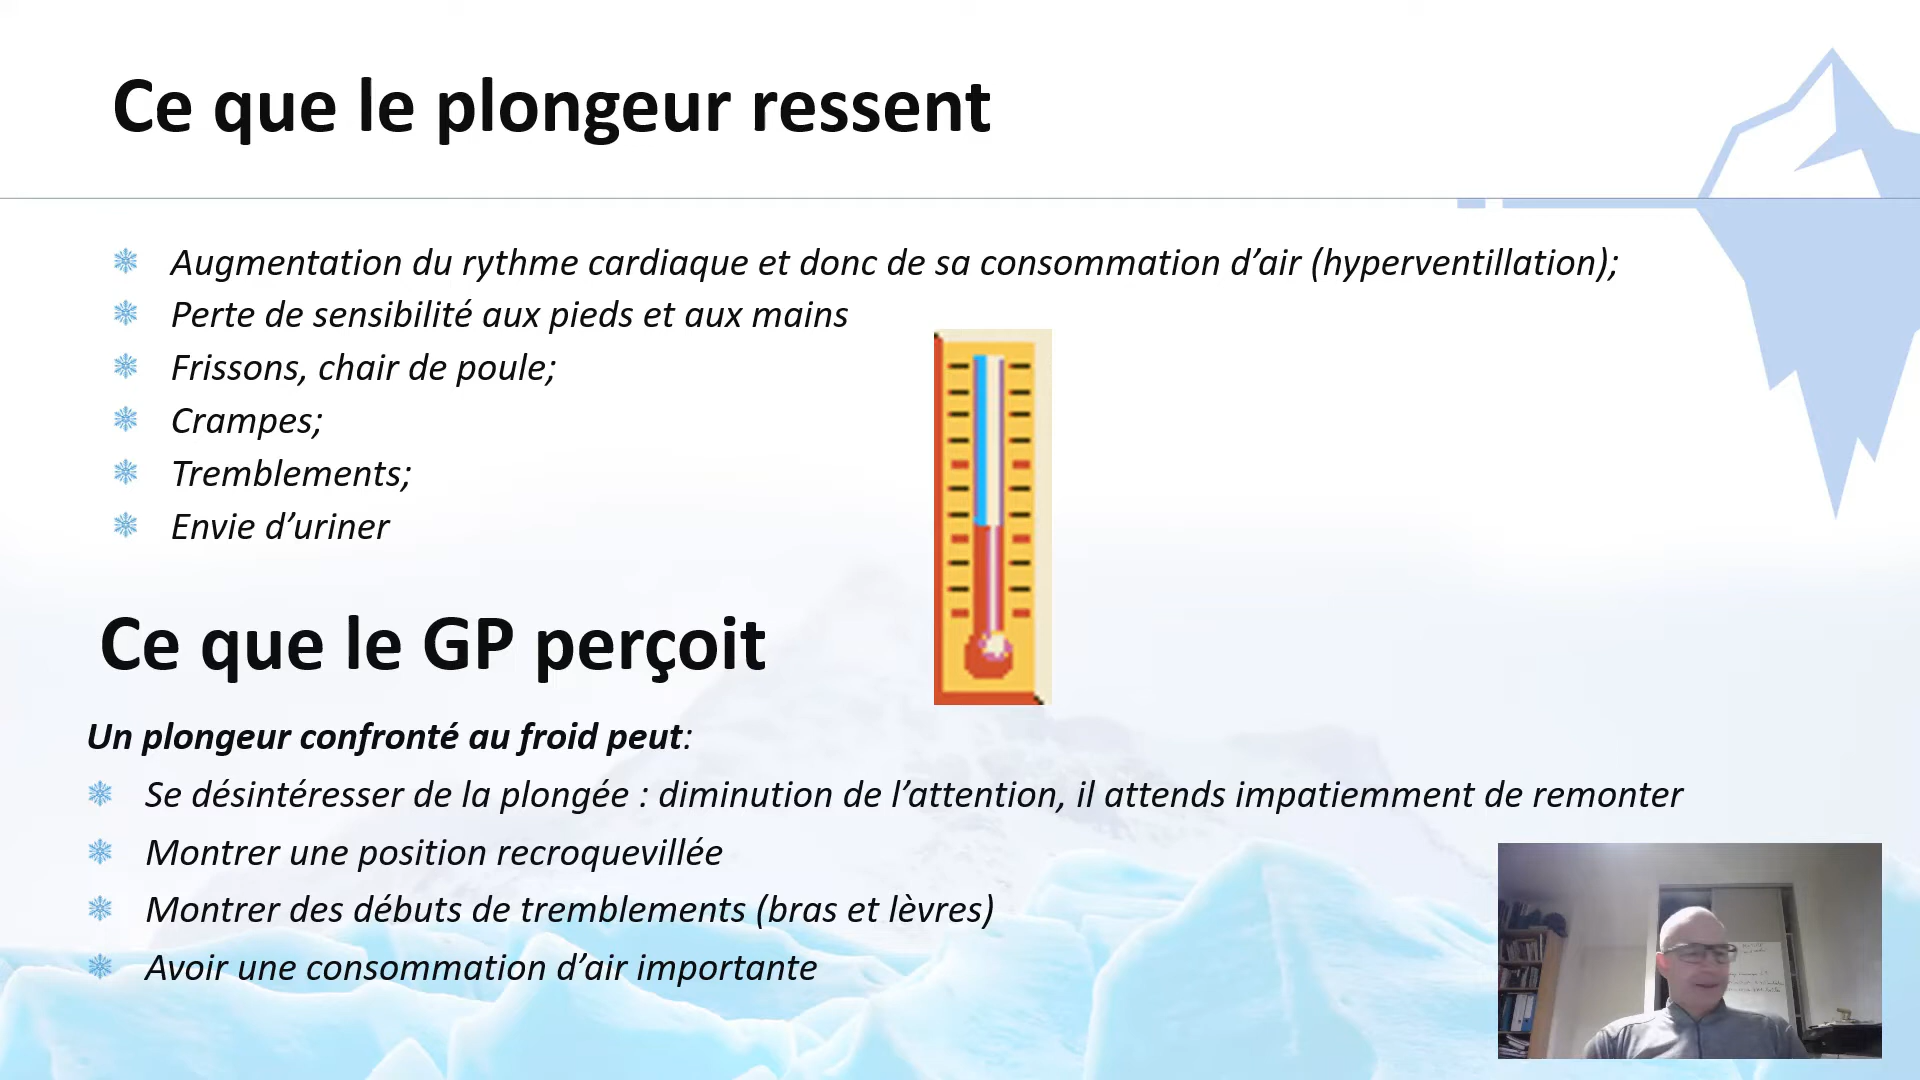 Ce que le plongeur ressent
Augmentation du rythme cardiaque et donc de sa consommation d’air (hyperventillation);
Perte de sensibilité aux pieds et aux mains
Frissons, chair de poule;
Crampes;
Tremblements;
Envie d’uriner
Ce que le GP perçoit
Un plongeur confronté au froid peut:
Se désintéresser de la plongée : diminution de l’attention, il attends impatiemment de remonter
Montrer une position recroquevillée
Montrer des débuts de tremblements (bras et lèvres)
Avoir une consommation d’air importante